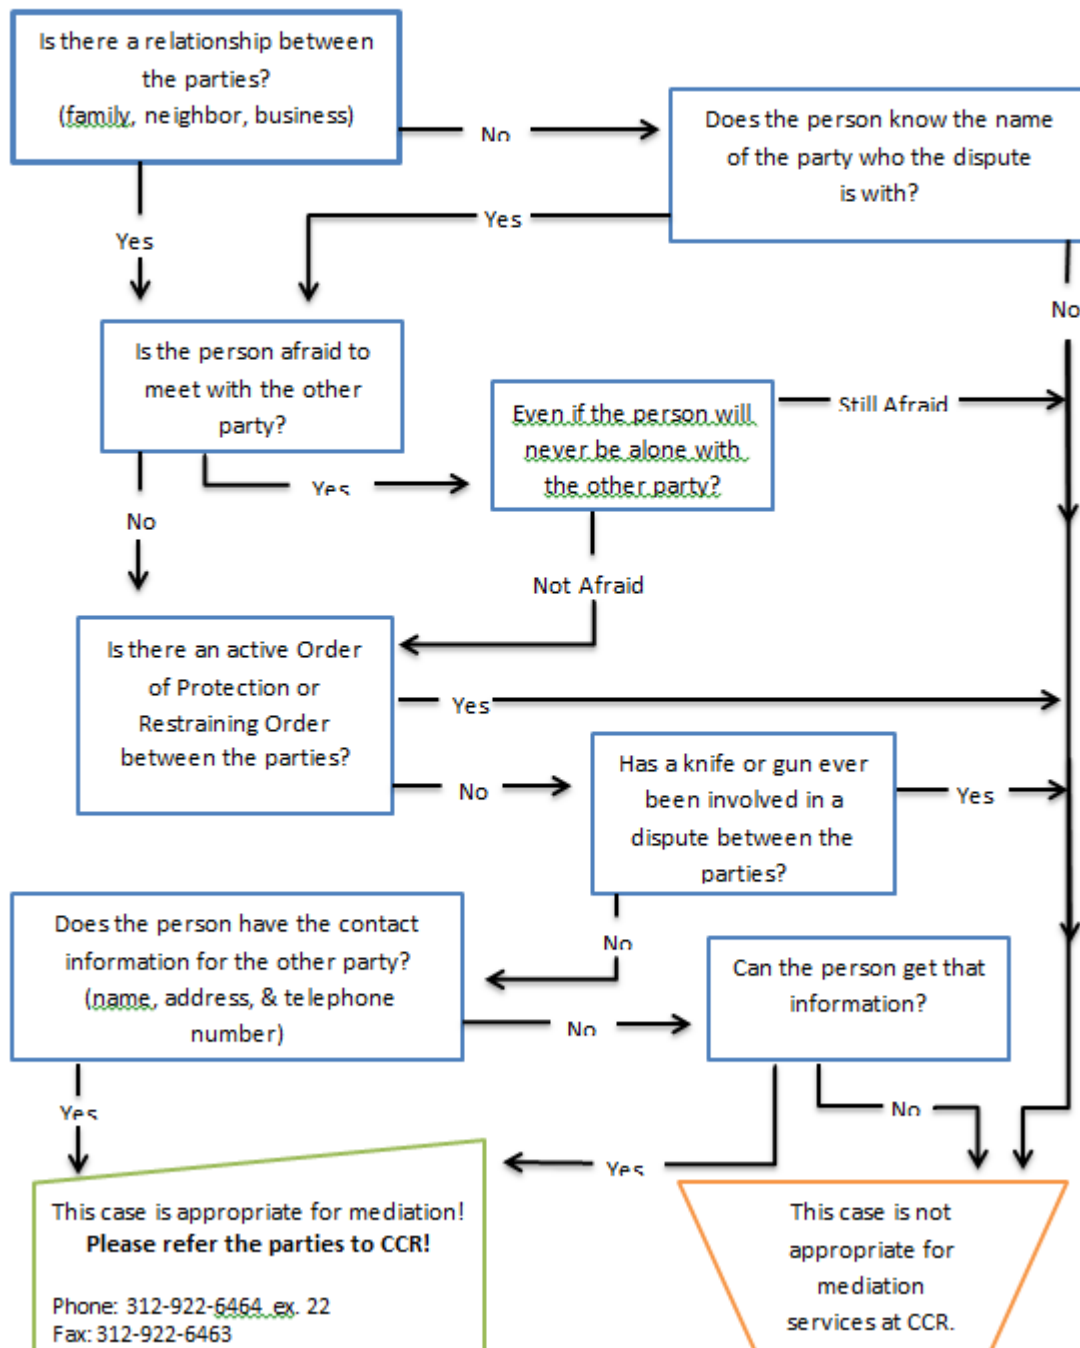 Is there a relationship between
the parties?
(family, neighbor, business)
No
Does the person know the name
of the party who the dispute
is with?
Yes
Yes
No
Is the person afraid to
meet with the other
party?
Even if the person will
never be alone with
the other party?
Still Afraid
Yes
No
Not Afraid
Is there an active Order
of Protection or
Restraining Order
between the parties?
Yes
No
Has a knife or gun ever
been involved in a
dispute between the
parties?
Yes
No
Does the person have the contact
information for the other party?
(name, address, & telephone
number)
No
Can the person get that
information?
Yes
No
Yes
This case is appropriate for mediation!
Please refer the parties to CCR!
Phone: 312-922-6464 ex. 22
Fax: 312-922-6463
This case is not
appropriate for
mediation
services at CCR.